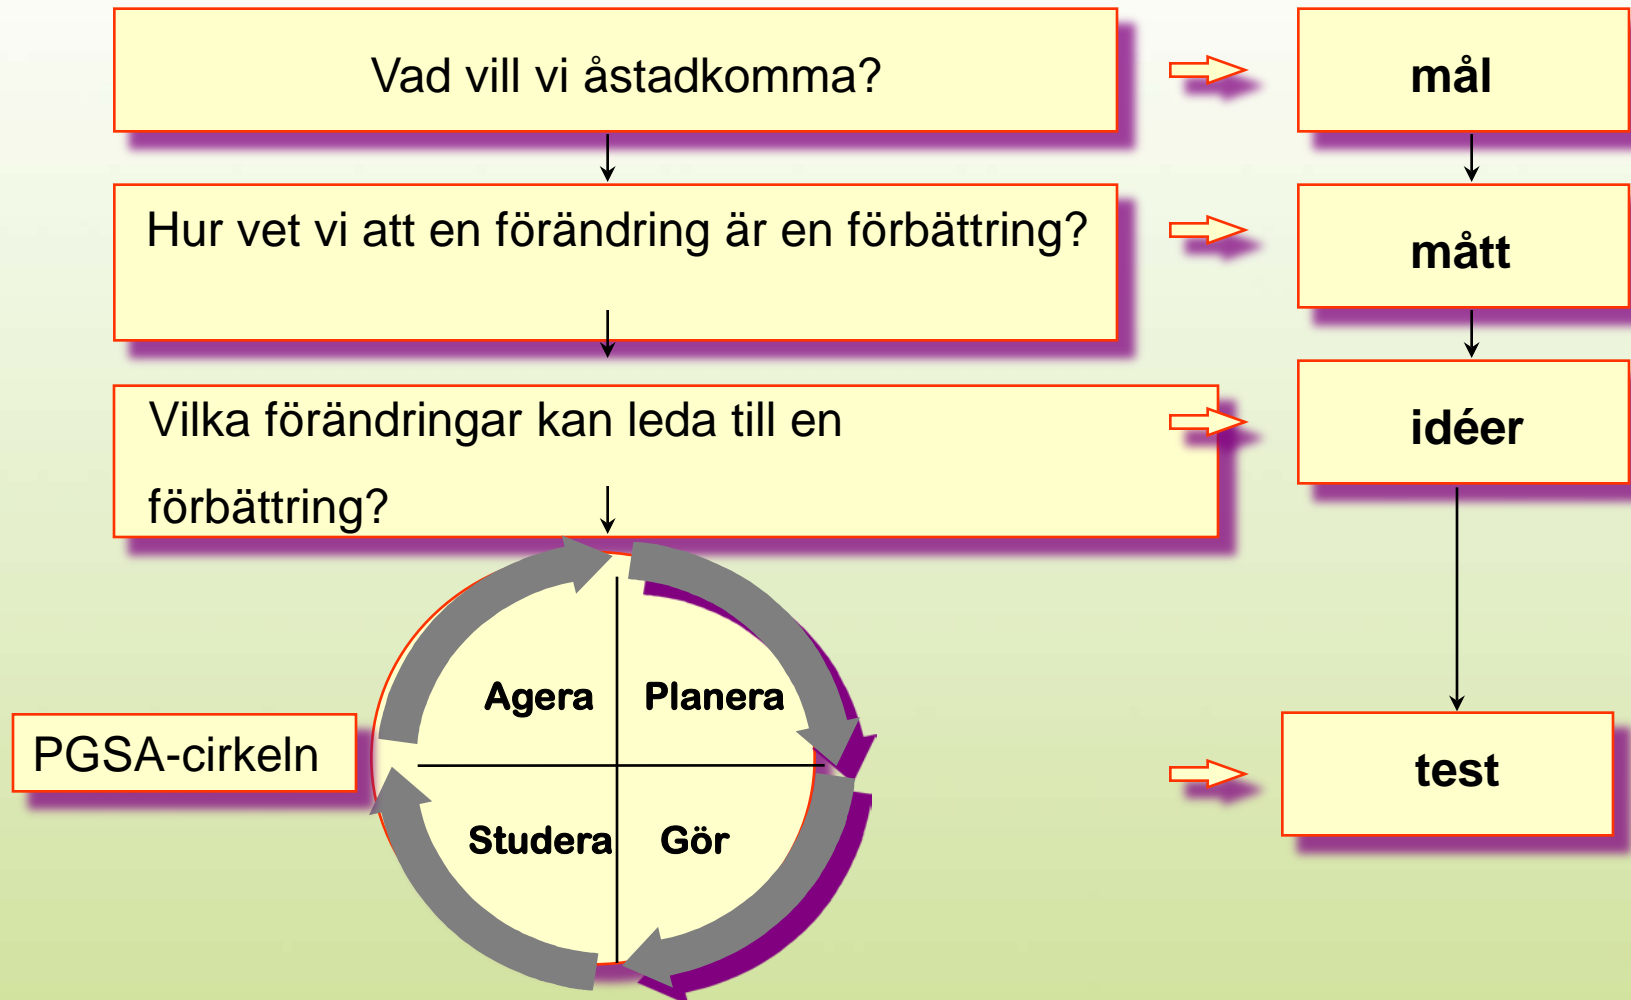 Vad vill vi åstadkomma?
mål
Hur vet vi att en förändring är en förbättring?
mått
Vilka förändringar kan leda till en
förbättring?
idéer
Agera
Planera
PGSA-cirkeln
test
Studera
Gör